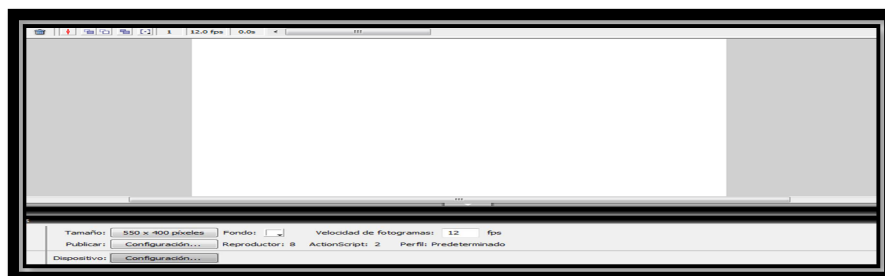 1 12.0 fps 0.0s
Tamaño: 550 x 400 píxeles Fondo: Velocidad de fotogramas: 12 fps
Publicar: Configuración... Reproductor: 8 ActionScript: 2 Perfil: Predeterminado
Dispositivo: Configuración...